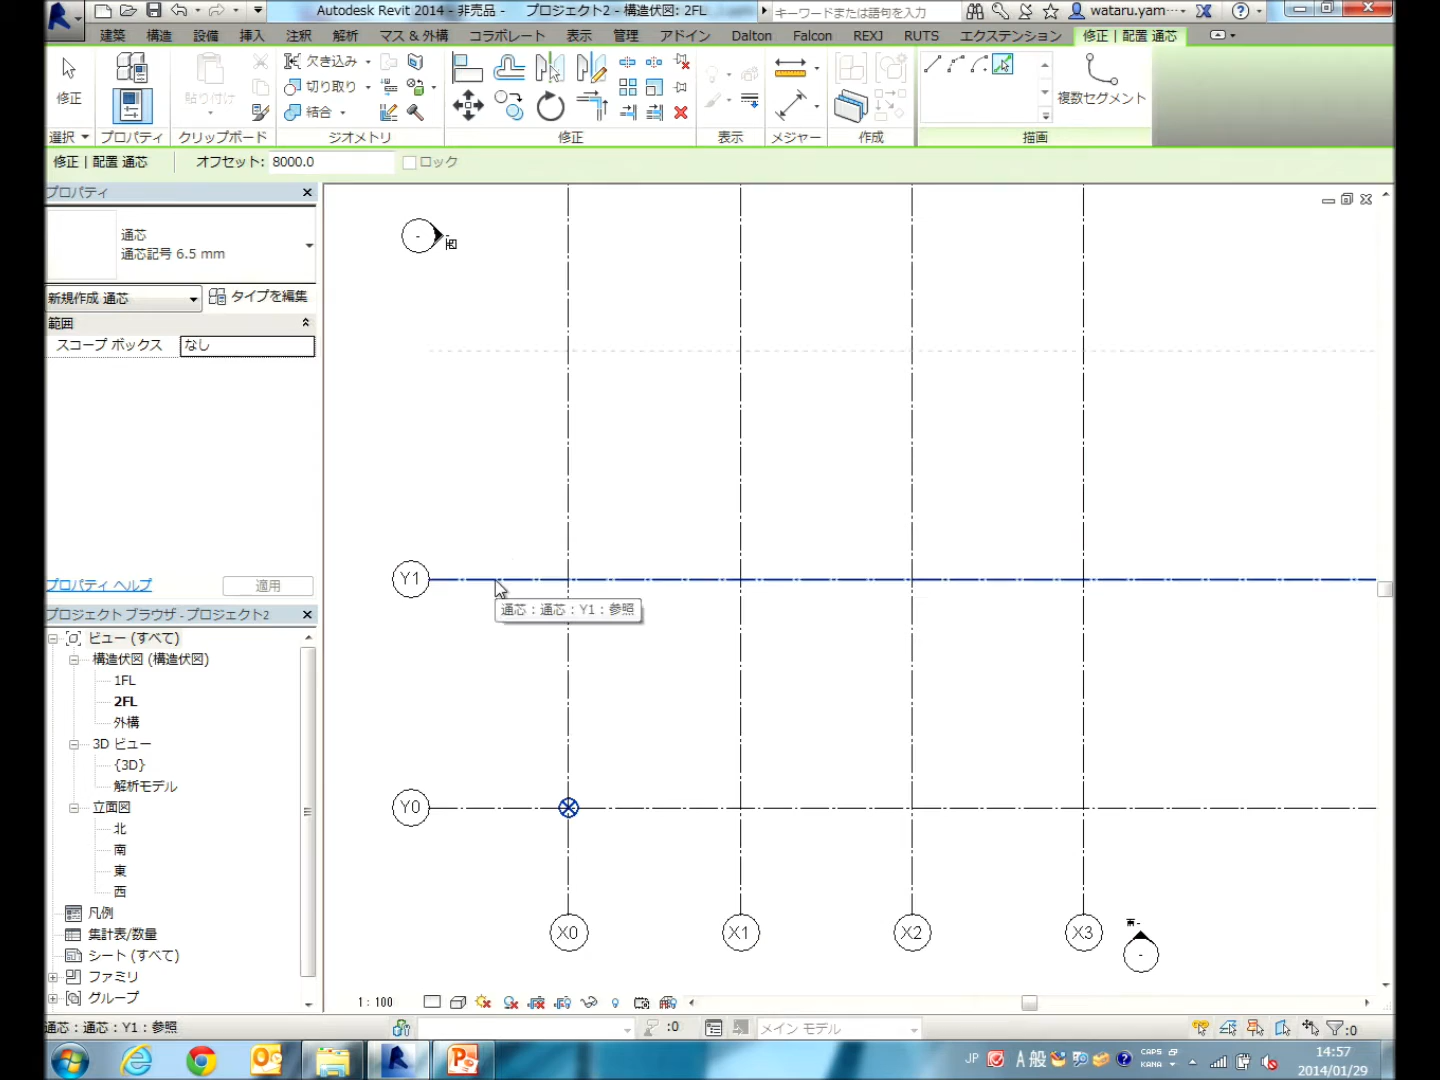 Autodesk Revit 2014 - 非売品 - プロジェクト2 - 構造伏図: 2FL
キーワードまたは語句を入力
wataru.yam...
建築 構造 設備 挿入 注釈 解析 マス & 外構 コラボレート 表示 管理 アドイン Dalton Falcon REXJ RUTS エクステンション 修正 | 配置 通芯
修正
貼り付け
欠き込み
切り取り
結合
複数セグメント
選択 プロパティ クリップボード ジオメトリ 修正 表示 メジャー 作成 描画
修正 | 配置 通芯 オフセット: 8000.0 ロック
プロパティ
通芯
通芯記号 6.5 mm
新規作成 通芯 タイプを編集
範囲
スコープ ボックス なし
プロパティ ヘルプ 適用
プロジェクト ブラウザ - プロジェクト2
ビュー (すべて)
構造伏図 (構造伏図)
1FL
2FL
外構
3D ビュー
{3D}
解析モデル
立面図
北
南
東
西
凡例
集計表/数量
シート (すべて)
ファミリ
グループ
Y1
通芯 : 通芯 : Y1 : 参照
Y0
X0 X1 X2 X3
1 : 100
通芯 : 通芯 : Y1 : 参照
:0
メイン モデル
:0
JP
A 般
CAPS
KANA
14:57
2014/01/29